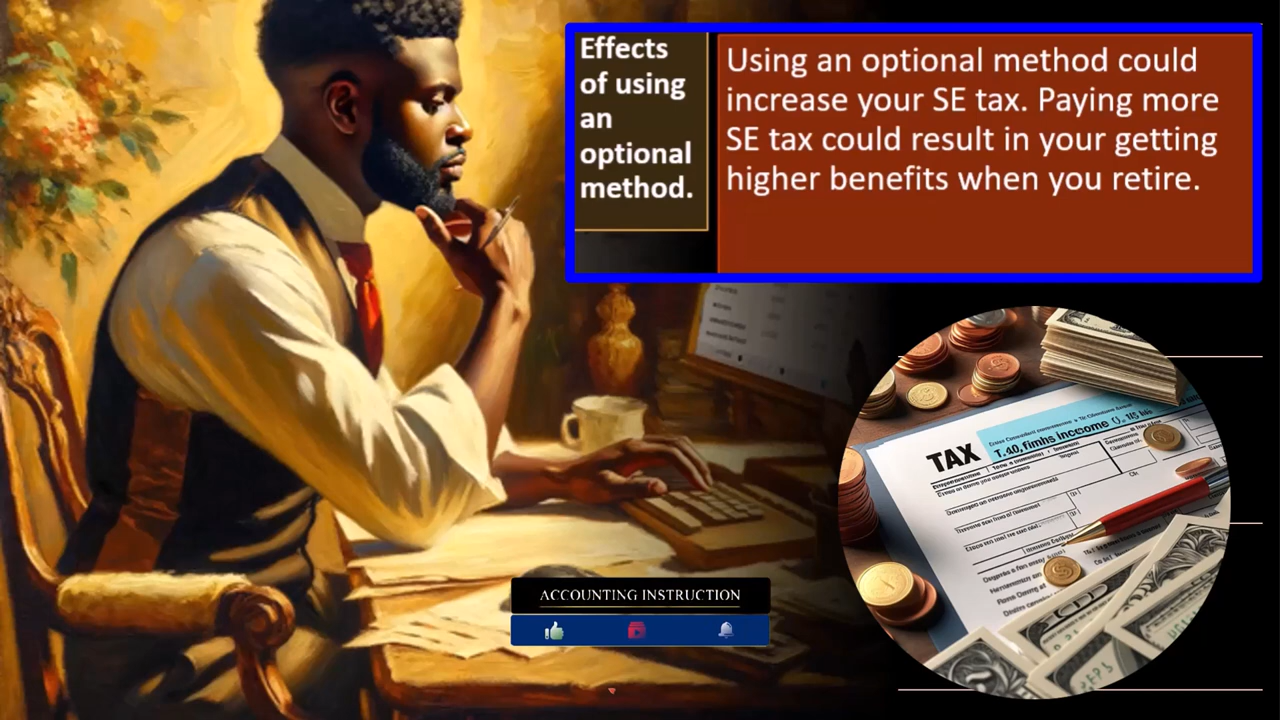 Effects
of using
an
optional
method.
Using an optional method could
increase your SE tax. Paying more
SE tax could result in your getting
higher benefits when you retire.
TAX
ACCOUNTING INSTRUCTION